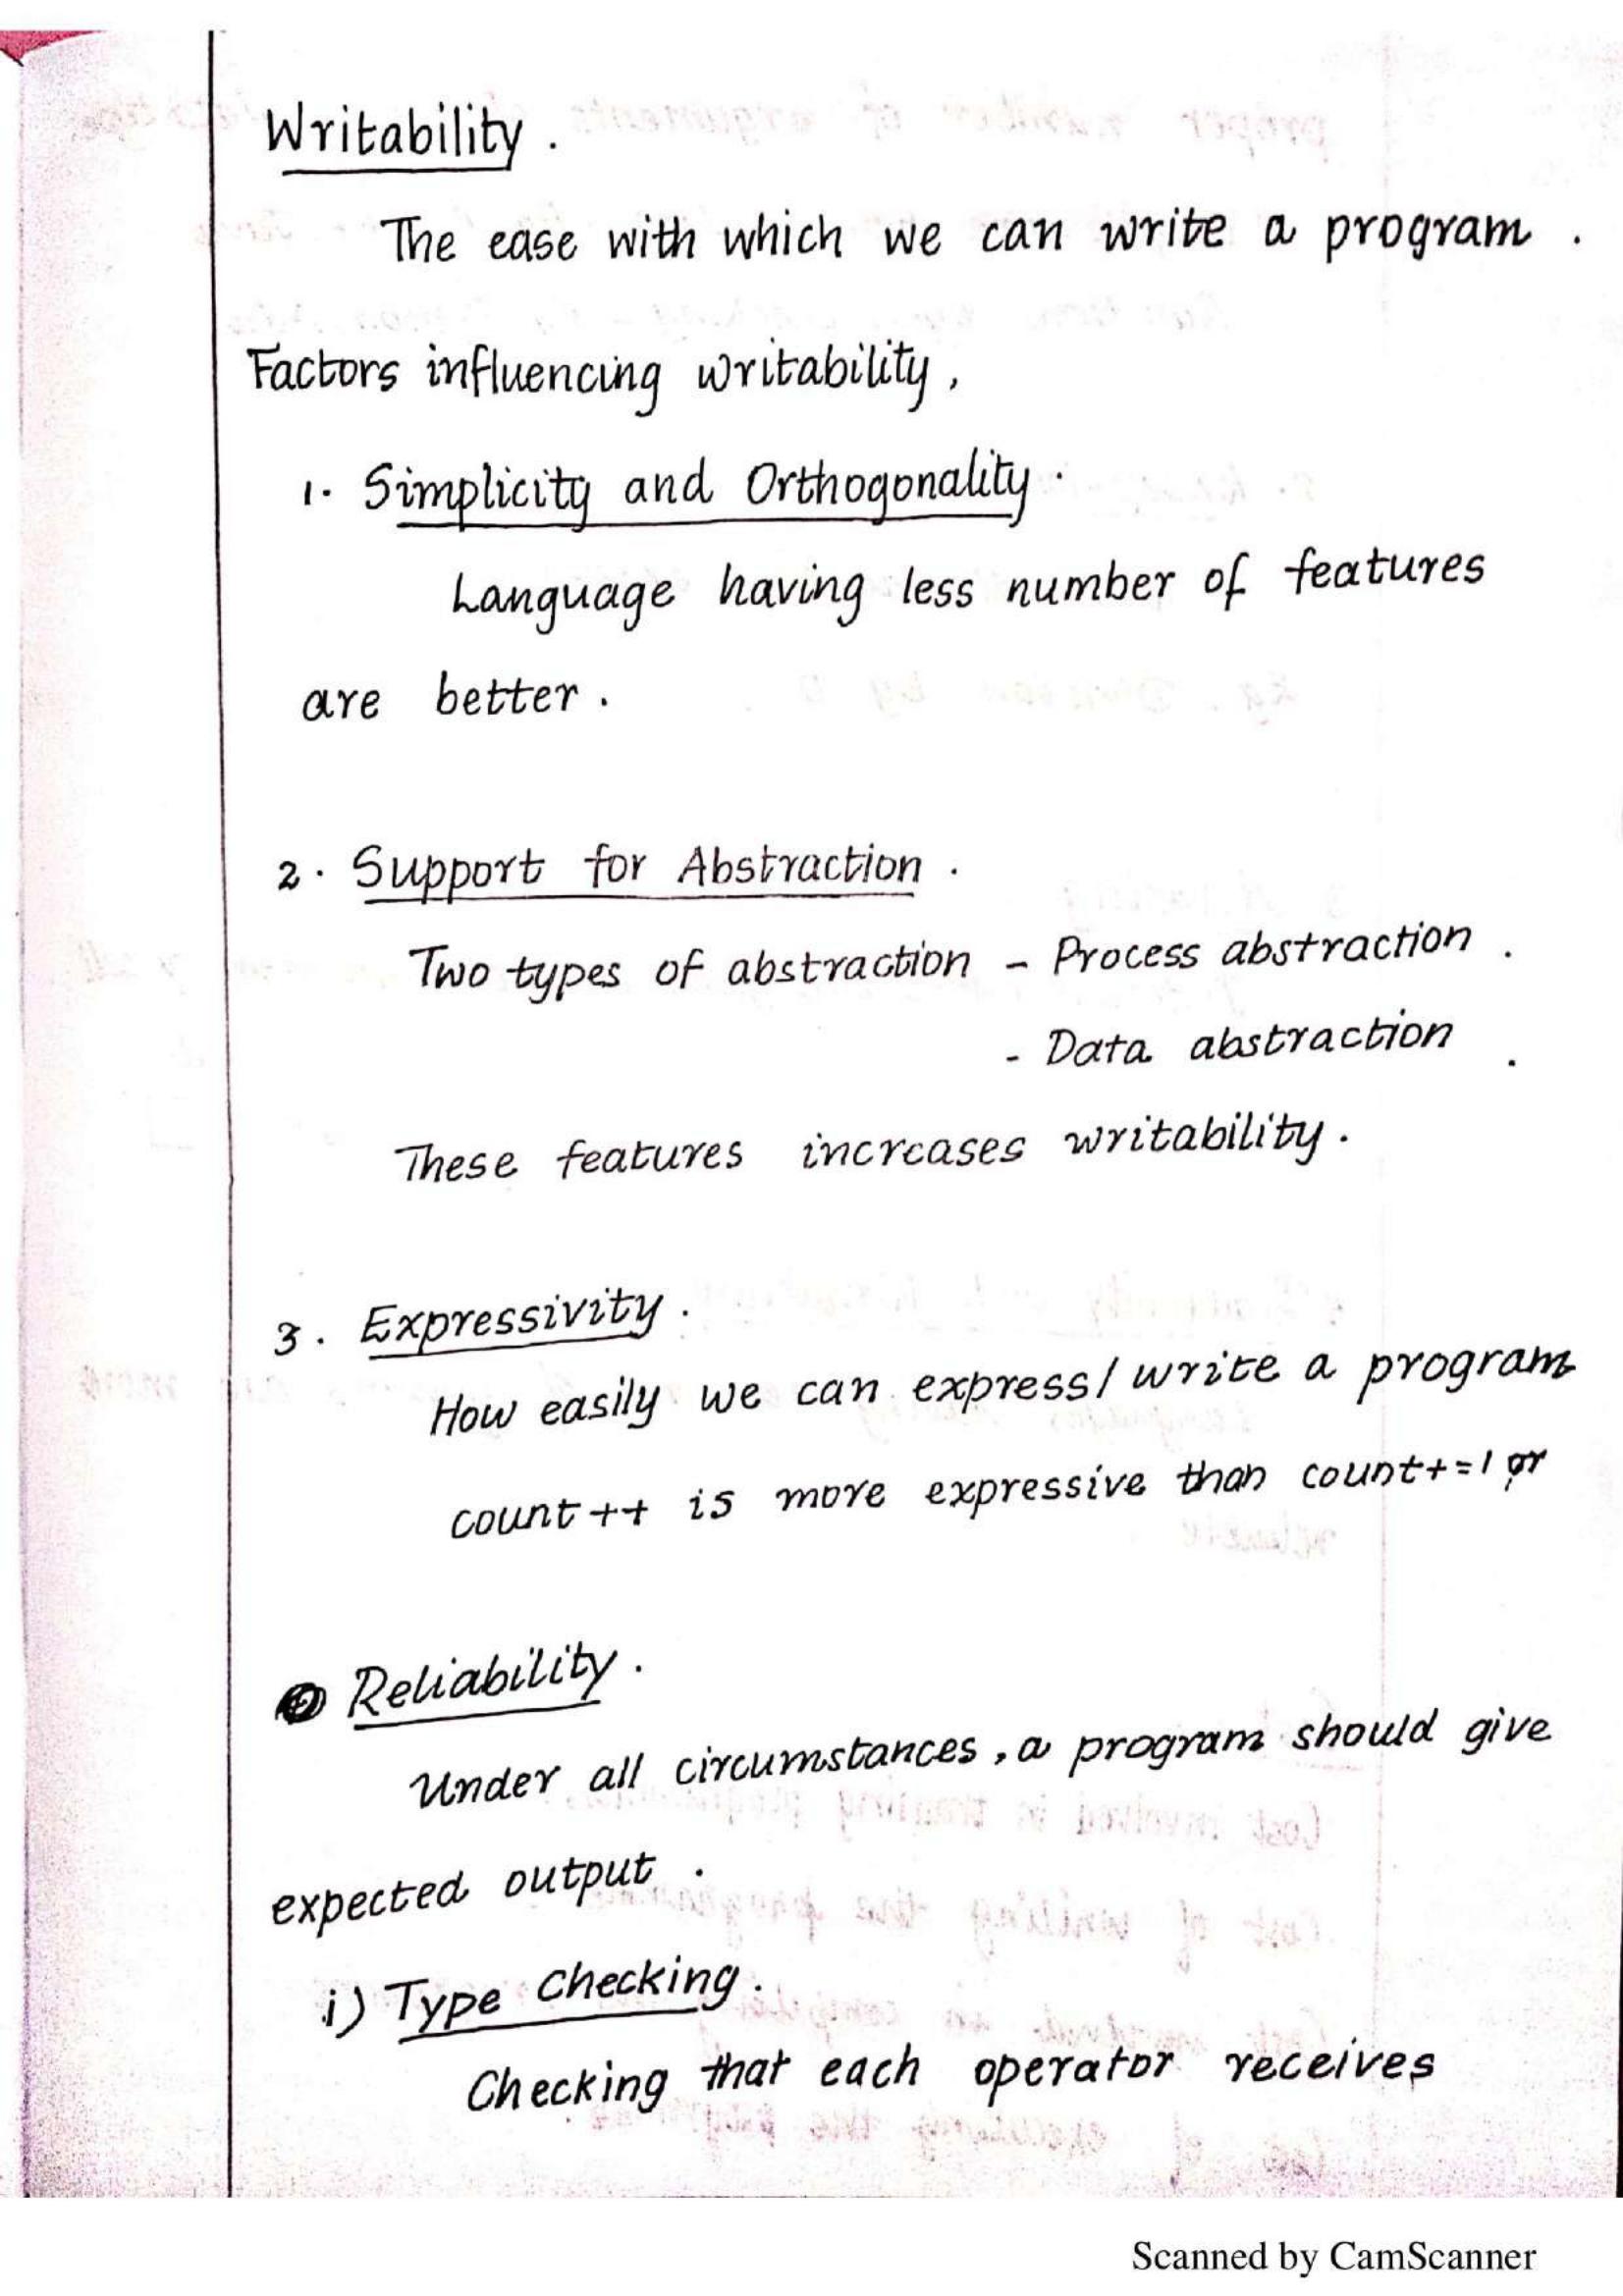 Writability.
The ease with which we can write a program.
Factors influencing writability,
1. Simplicity and Orthogonality.
Language having less number of features
are better.
2. Support for Abstraction.
Two types of abstraction - Process abstraction.
- Data abstraction.
These features increases writability.
3. Expressivity.
How easily we can express/write a program
count++ is more expressive than count+=1 or
Reliability.
Under all circumstances, a program should give
expected output.
i) Type Checking.
Checking that each operator receives
Scanned by CamScanner